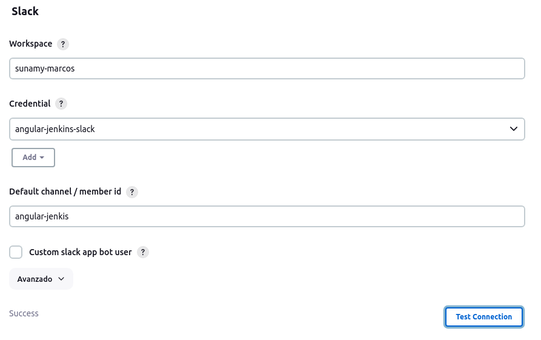 Slack
Workspace ?
sunamy-marcos
Credential ?
angular-jenkins-slack
Add
Default channel / member id ?
angular-jenkis
Custom slack app bot user ?
Avanzado
Success
Test Connection